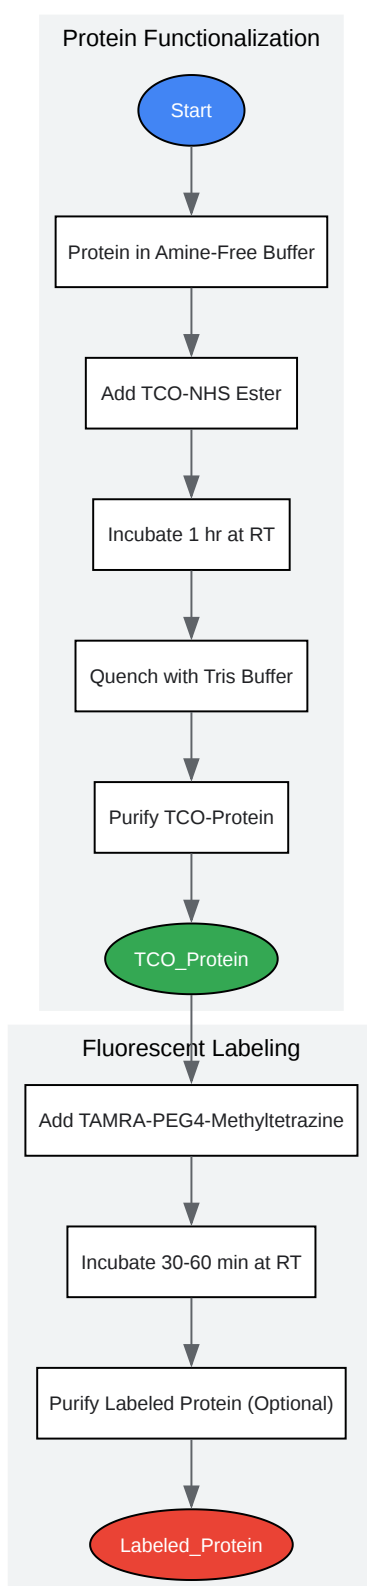 Protein Functionalization
Start
Protein in Amine-Free Buffer
Add TCO-NHS Ester
Incubate 1 hr at RT
Quench with Tris Buffer
Purify TCO-Protein
TCO_Protein
Fluorescent Labeling
Add TAMRA-PEG4-Methyltetrazine
Incubate 30-60 min at RT
Purify Labeled Protein (Optional)
Labeled_Protein